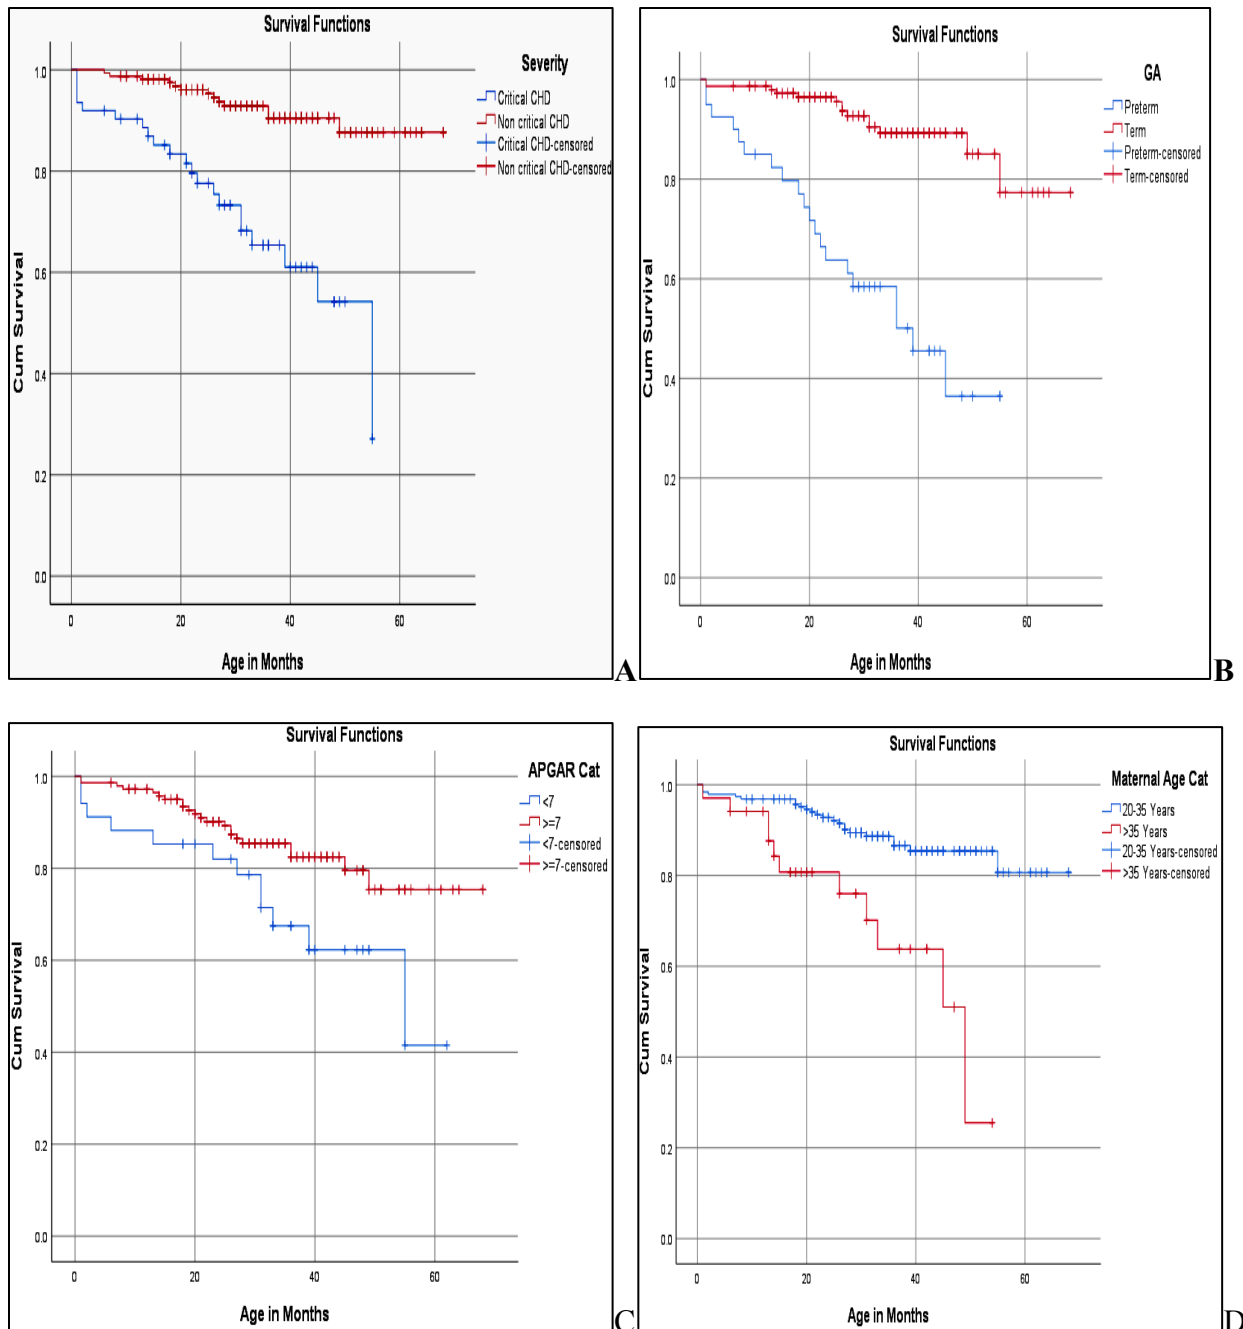 Survival Functions
Severity
Critical CHD
Non critical CHD
Critical CHD-censored
Non critical CHD-censored
1.0
0.8
0.6
0.4
0.2
0.0
Cum Survival
0 20 40 60
Age in Months
A
Survival Functions
GA
Preterm
Term
Preterm-censored
Term-censored
1.0
0.8
0.6
0.4
0.2
0.0
Cum Survival
0 20 40 60
Age in Months
B
Survival Functions
APGAR Cat
<7
>=7
<7-censored
>=7-censored
1.0
0.8
0.6
0.4
0.2
0.0
Cum Survival
0 20 40 60
Age in Months
C
Survival Functions
Maternal Age Cat
20-35 Years
>35 Years
20-35 Years-censored
>35 Years-censored
1.0
0.8
0.6
0.4
0.2
0.0
Cum Survival
0 20 40 60
Age in Months
D